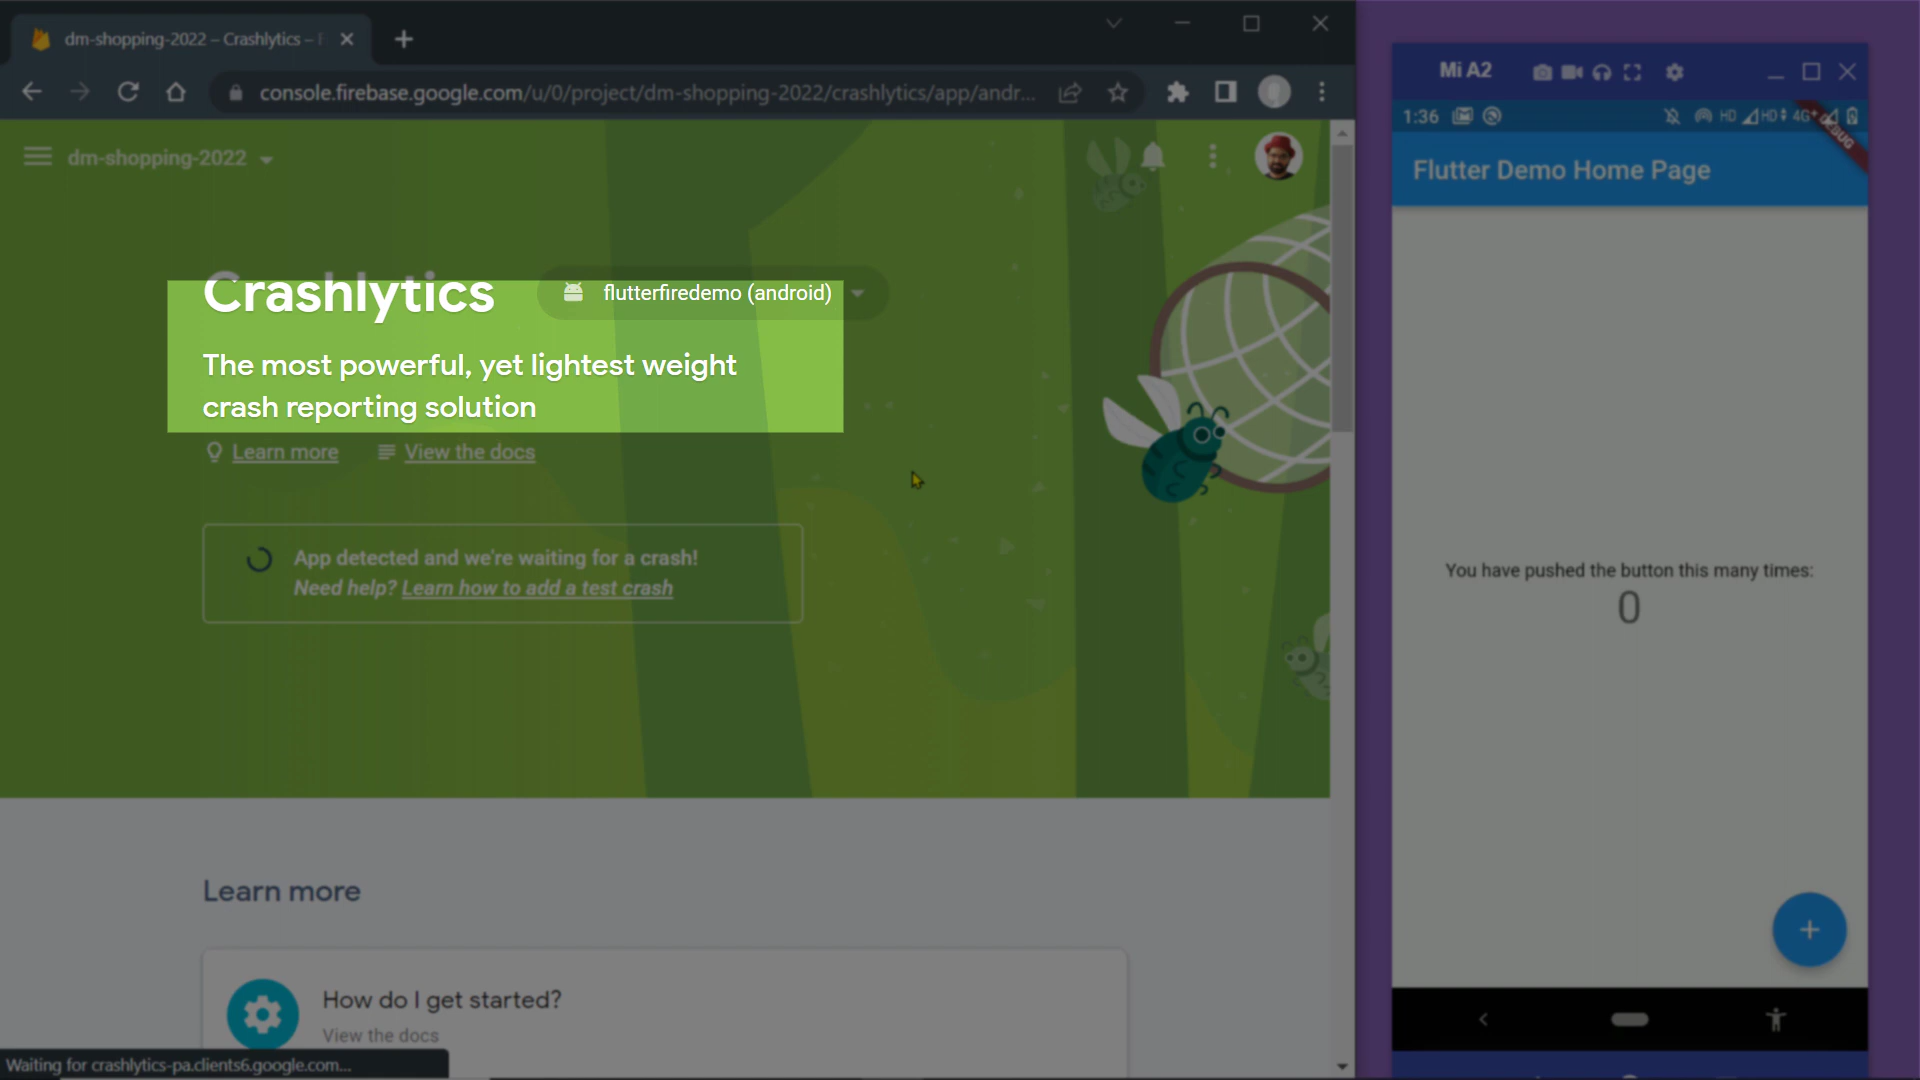 dm-shopping-2022 – Crashlytics –
console.firebase.google.com/u/0/project/dm-shopping-2022/crashlytics/app/andr...
dm-shopping-2022
Crashlytics
flutterfiredemo (android)
The most powerful, yet lightest weight
crash reporting solution
Learn more
View the docs
App detected and we're waiting for a crash!
Need help? Learn how to add a test crash
Learn more
How do I get started?
View the docs
Waiting for crashlytics-pa.clients6.google.com...
Mi A2
1:36
HD
HD
4G+
DEBUG
Flutter Demo Home Page
You have pushed the button this many times:
0